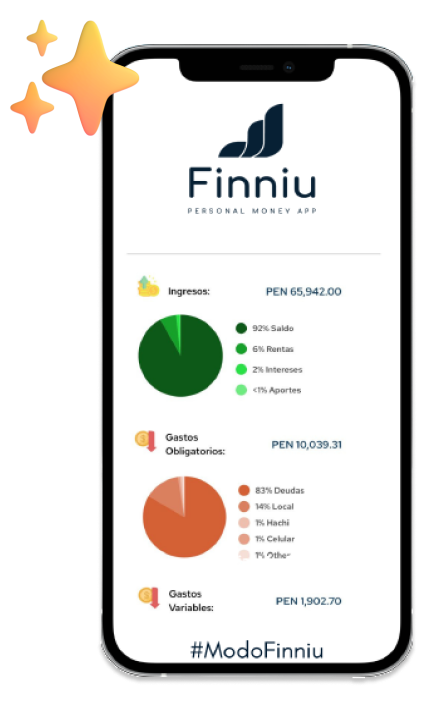 Finniu
PERSONAL MONEY APP
Ingresos:
PEN 65,942.00
92% Saldo
6% Rentas
2% Intereses
<1% Aportes
Gastos
Obligatorios:
PEN 10,039.31
83% Deudas
14% Local
1% Hachi
1% Celular
1% Other
Gastos
Variables:
PEN 1,902.70
#ModoFinniu